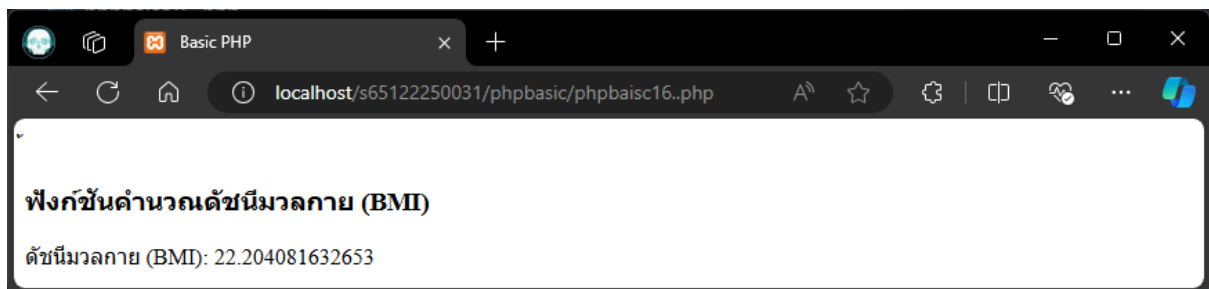 Basic PHP
localhost/s65122250031/phpbasic/phpbaisc16..php
ฟังก์ชันคำนวณดัชนีมวลกาย (BMI)
ดัชนีมวลกาย (BMI): 22.204081632653